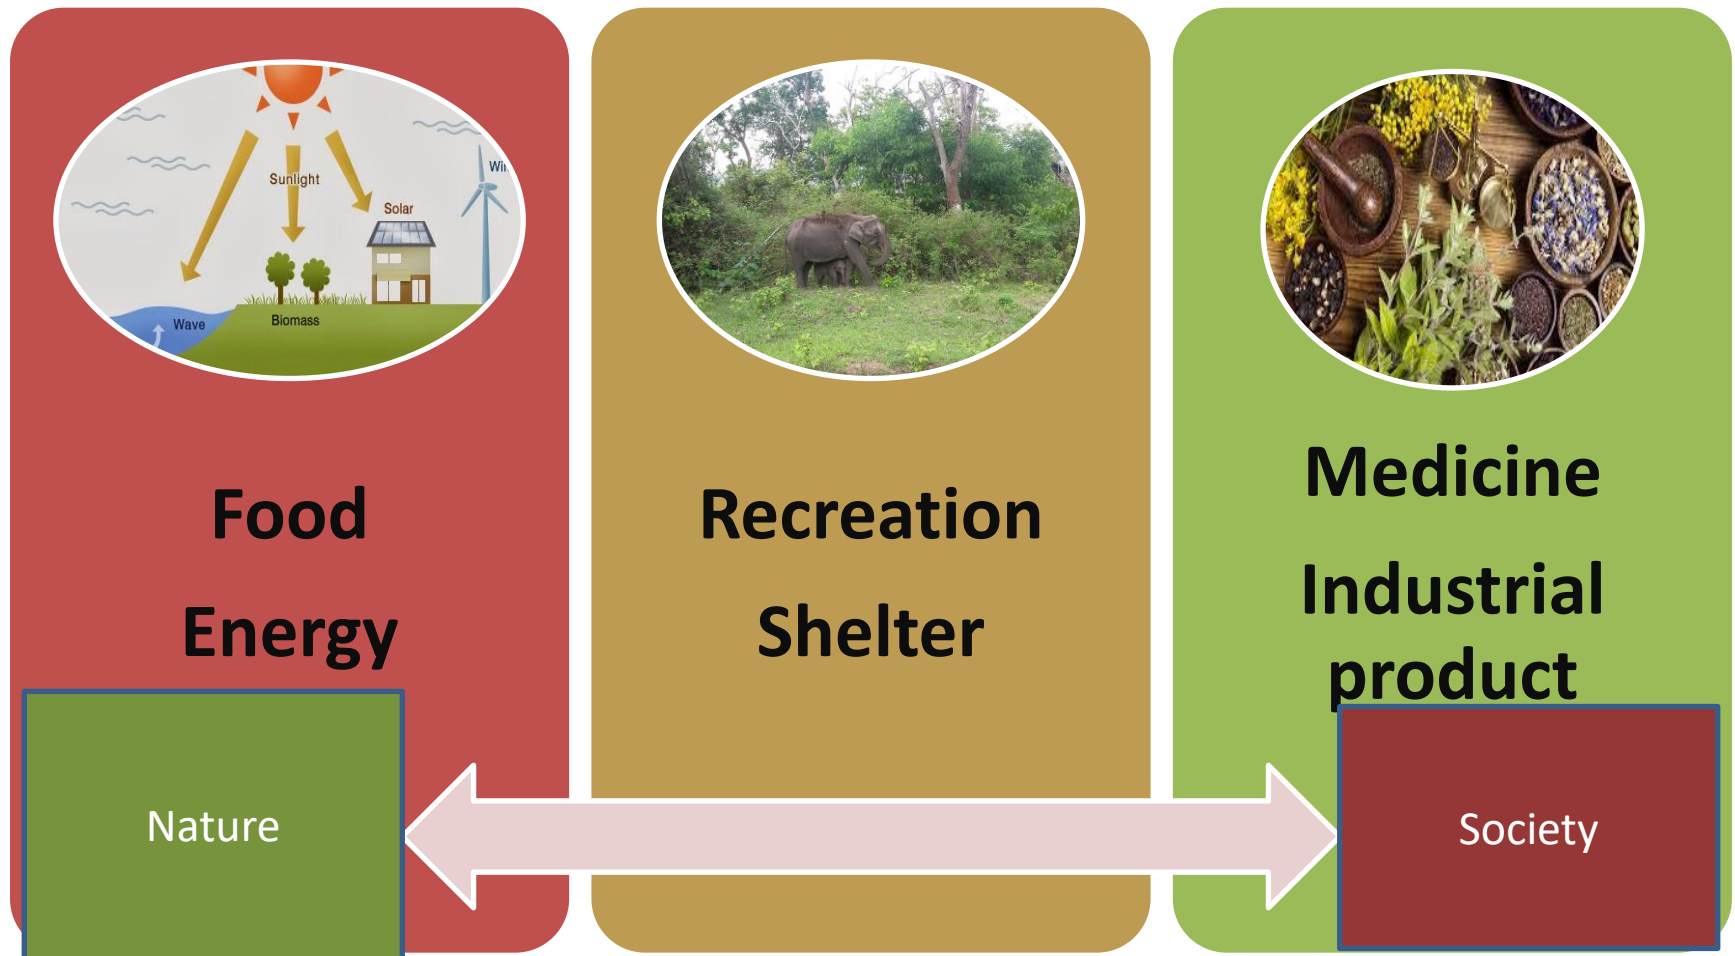 Sunlight
Solar
Wave
Biomass
Food
Energy
Recreation
Shelter
Medicine
Industrial
product
Nature
Society